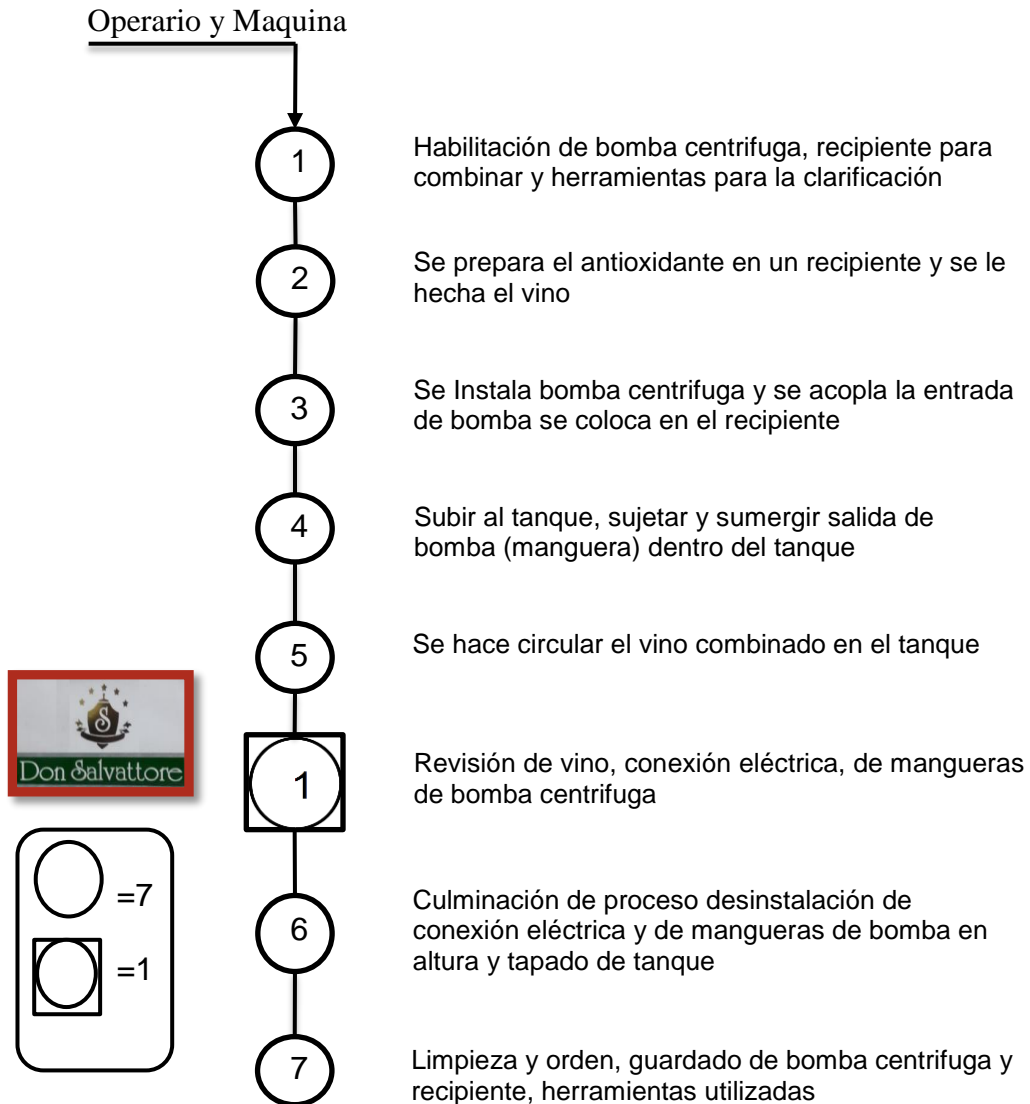 Operario y Maquina
1
Habilitación de bomba centrifuga, recipiente para
combinar y herramientas para la clarificación
2
Se prepara el antioxidante en un recipiente y se le
hecha el vino
3
Se Instala bomba centrifuga y se acopla la entrada
de bomba se coloca en el recipiente
4
Subir al tanque, sujetar y sumergir salida de
bomba (manguera) dentro del tanque
5
Se hace circular el vino combinado en el tanque
S
Don Salvattore
1
Revisión de vino, conexión eléctrica, de mangueras
de bomba centrifuga
=7
=1
6
Culminación de proceso desinstalación de
conexión eléctrica y de mangueras de bomba en
altura y tapado de tanque
7
Limpieza y orden, guardado de bomba centrifuga y
recipiente, herramientas utilizadas